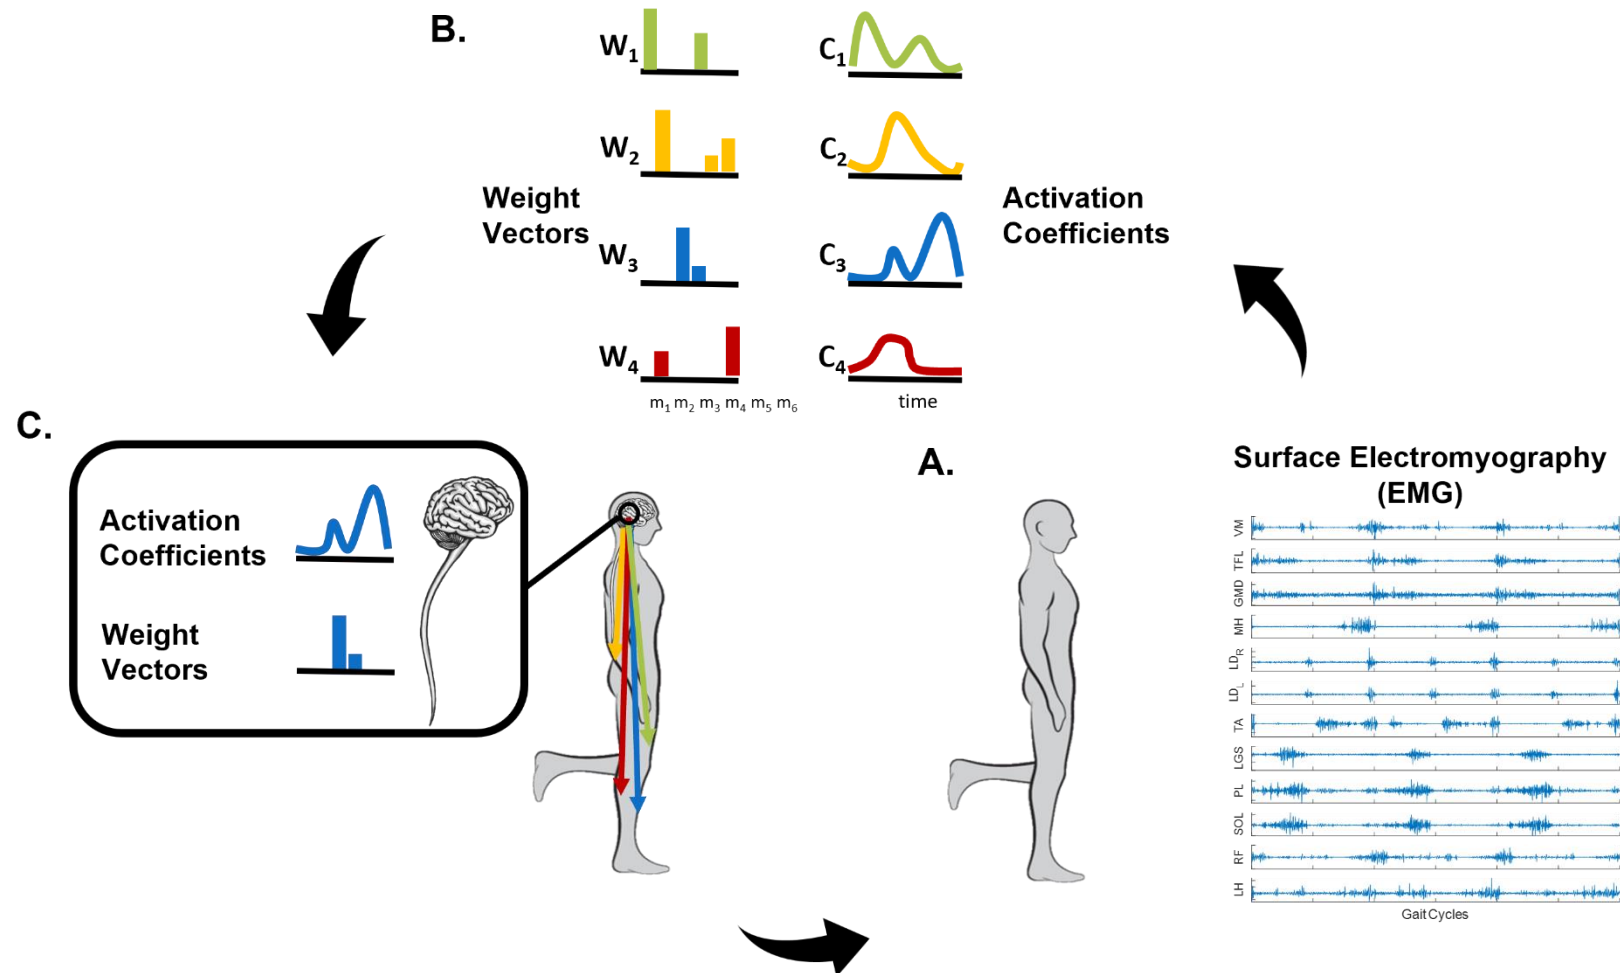 B.
W1
C1
W2
C2
Weight
Vectors
Activation
Coefficients
W3
C3
W4
C4
m1 m2 m3 m4 m5 m6
time
C.
Activation
Coefficients
Weight
Vectors
A.
Surface Electromyography
(EMG)
VM
TFL
GMD
MH
LDR
LDL
TA
LGS
PL
SOL
RF
LH
Gait Cycles